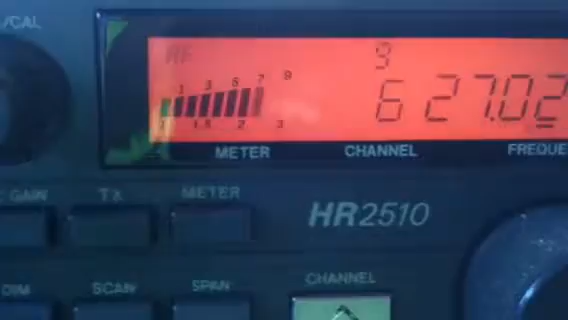 /CAL
RF
9
1 3 5 7 9
6 27.02
1 1.5 2 3
METER CHANNEL FREQUE
C GAIN TX METER
HR2510
DIM SCAN SPAN CHANNEL